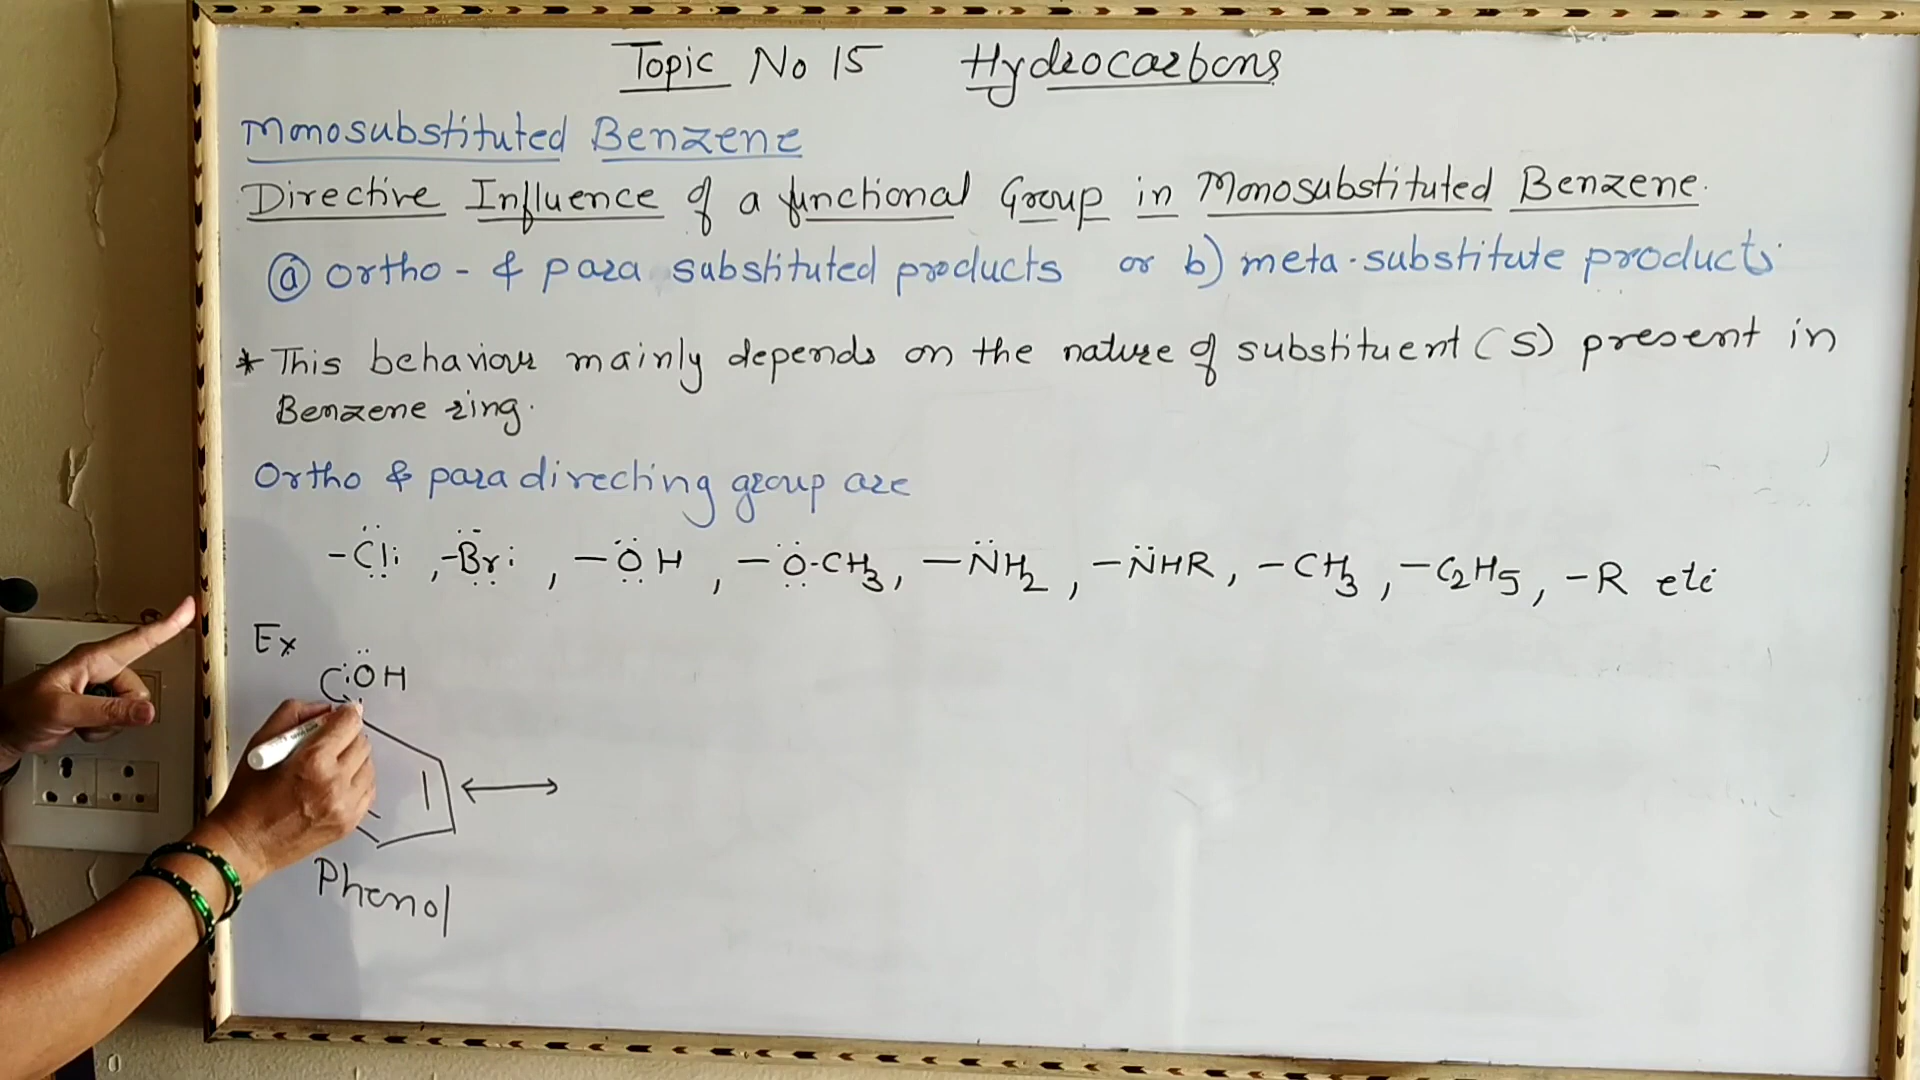 Topic No 15 Hydrocarbons
Monosubstituted Benzene
Directive Influence of a functional Group in Monosubstituted Benzene.
(a) ortho - & para substituted products or b) meta-substitute products
* This behaviour mainly depends on the nature of substituent (S) present in
Benzene ring.
Ortho & para directing group are
-Cl, -Br, -OH, -O-CH3, -NH2, -NHR, -CH3, -C2H5, -R etc
Ex
OH
Phenol